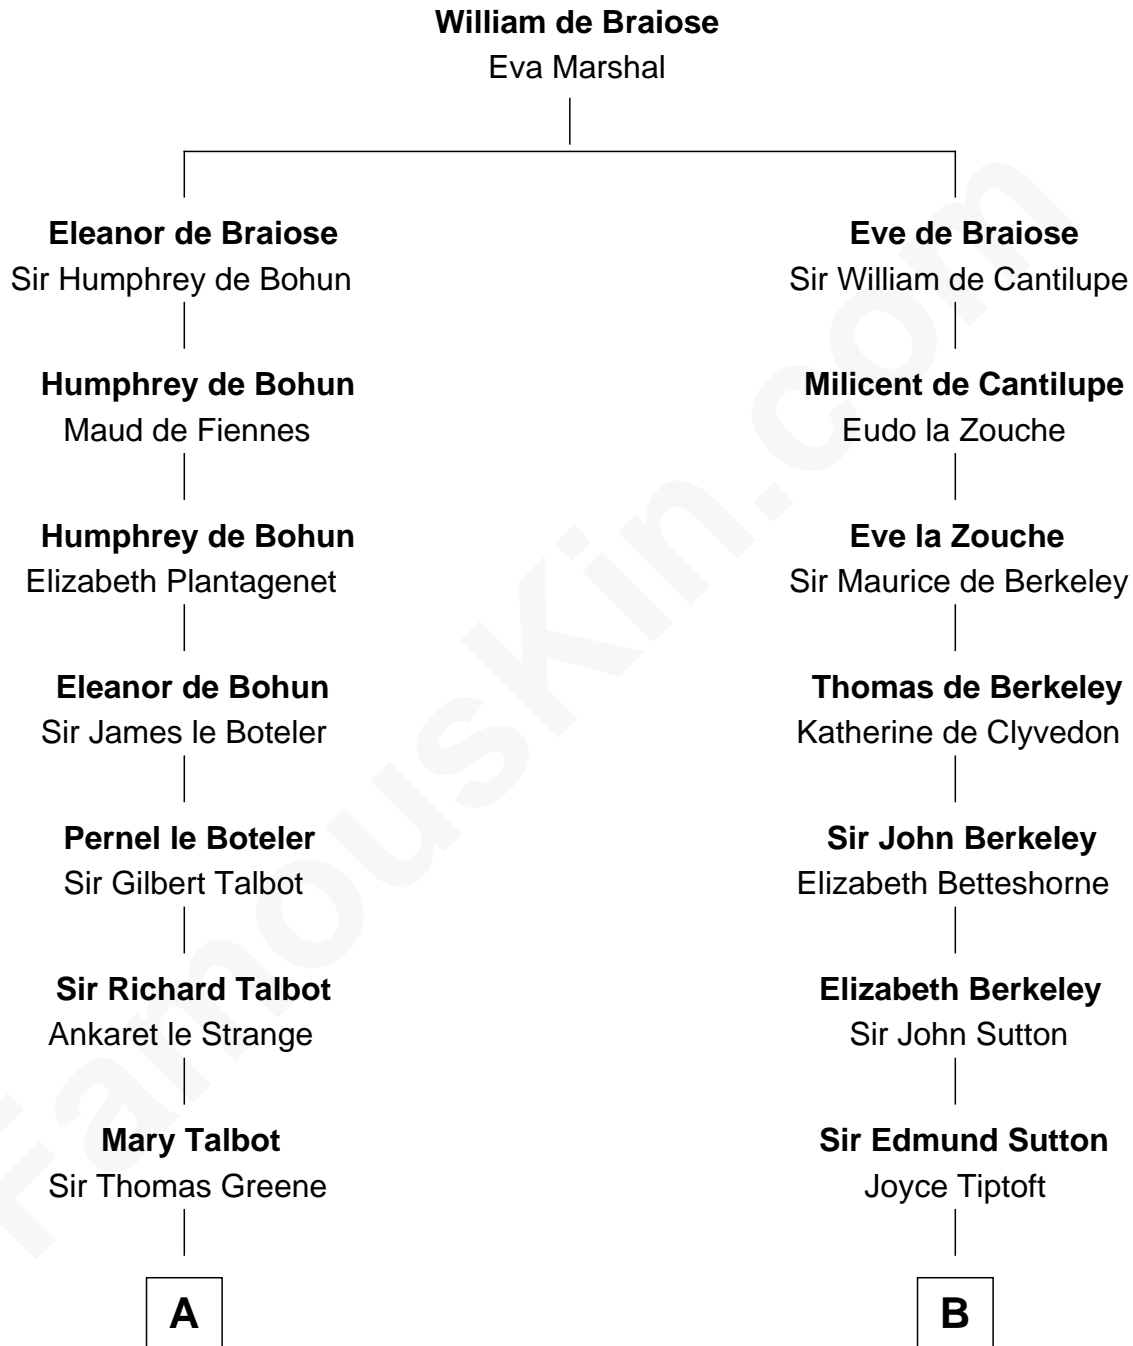 William de Braiose
Eva Marshal
Eleanor de Braiose
Sir Humphrey de Bohun
Eve de Braiose
Sir William de Cantilupe
Humphrey de Bohun
Maud de Fiennes
Milicent de Cantilupe
Eudo la Zouche
Humphrey de Bohun
Elizabeth Plantagenet
Eve la Zouche
Sir Maurice de Berkeley
Eleanor de Bohun
Sir James le Boteler
Thomas de Berkeley
Katherine de Clyvedon
Pernel le Boteler
Sir Gilbert Talbot
Sir John Berkeley
Elizabeth Betteshorne
Sir Richard Talbot
Ankaret le Strange
Elizabeth Berkeley
Sir John Sutton
Mary Talbot
Sir Thomas Greene
Sir Edmund Sutton
Joyce Tiptoft
A
B
FamousKin.com